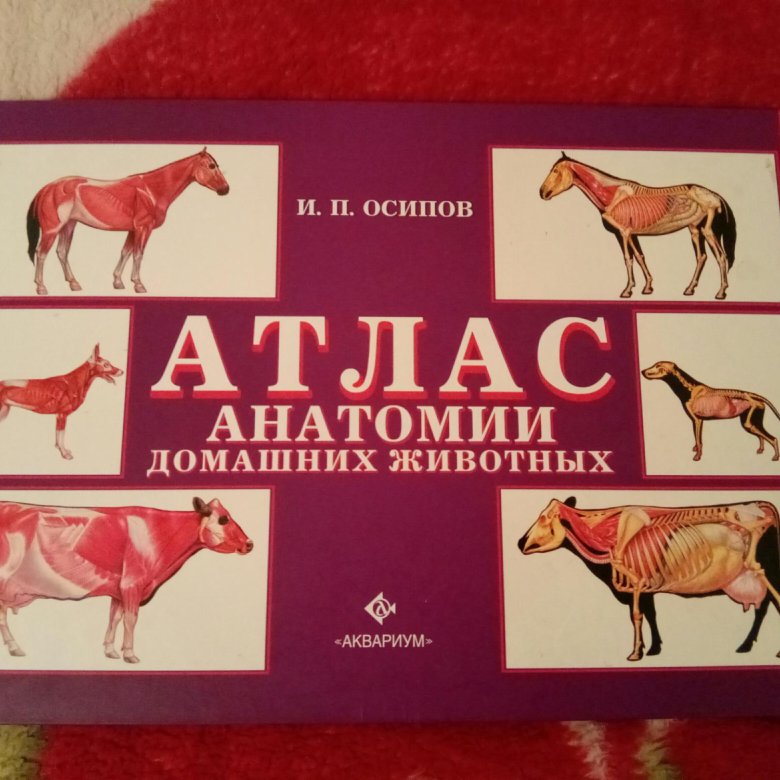 И. П. ОСИПОВ
АТЛАС
АНАТОМИИ
ДОМАШНИХ ЖИВОТНЫХ
«АКВАРИУМ»